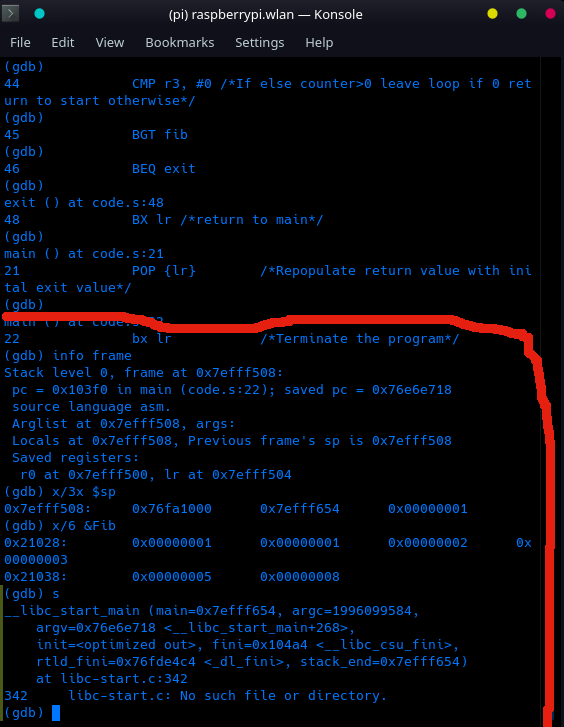 (pi) raspberrypi.wlan — Konsole
File Edit View Bookmarks Settings Help
(gdb)
44 CMP r3, #0 /*If else counter>0 leave loop if 0 ret
urn to start otherwise*/
(gdb)
45 BGT fib
(gdb)
46 BEQ exit
(gdb)
exit () at code.s:48
48 BX lr /*return to main*/
(gdb)
main () at code.s:21
21 POP {lr} /*Repopulate return value with ini
tal exit value*/
(gdb)
main () at code.s:22
22 bx lr /*Terminate the program*/
(gdb) info frame
Stack level 0, frame at 0x7efff508:
pc = 0x103f0 in main (code.s:22); saved pc = 0x76e6e718
source language asm.
Arglist at 0x7efff508, args:
Locals at 0x7efff508, Previous frame's sp is 0x7efff508
Saved registers:
r0 at 0x7efff500, lr at 0x7efff504
(gdb) x/3x $sp
0x7efff508: 0x76fa1000 0x7efff654 0x00000001
(gdb) x/6 &Fib
0x21028: 0x00000001 0x00000001 0x00000002 0x
00000003
0x21038: 0x00000005 0x00000008
(gdb) s
__libc_start_main (main=0x7efff654, argc=1996099584,
argv=0x76e6e718 <__libc_start_main+268>,
init=<optimized out>, fini=0x104a4 <__libc_csu_fini>,
rtld_fini=0x76fde4c4 <_dl_fini>, stack_end=0x7efff654)
at libc-start.c:342
342 libc-start.c: No such file or directory.
(gdb)